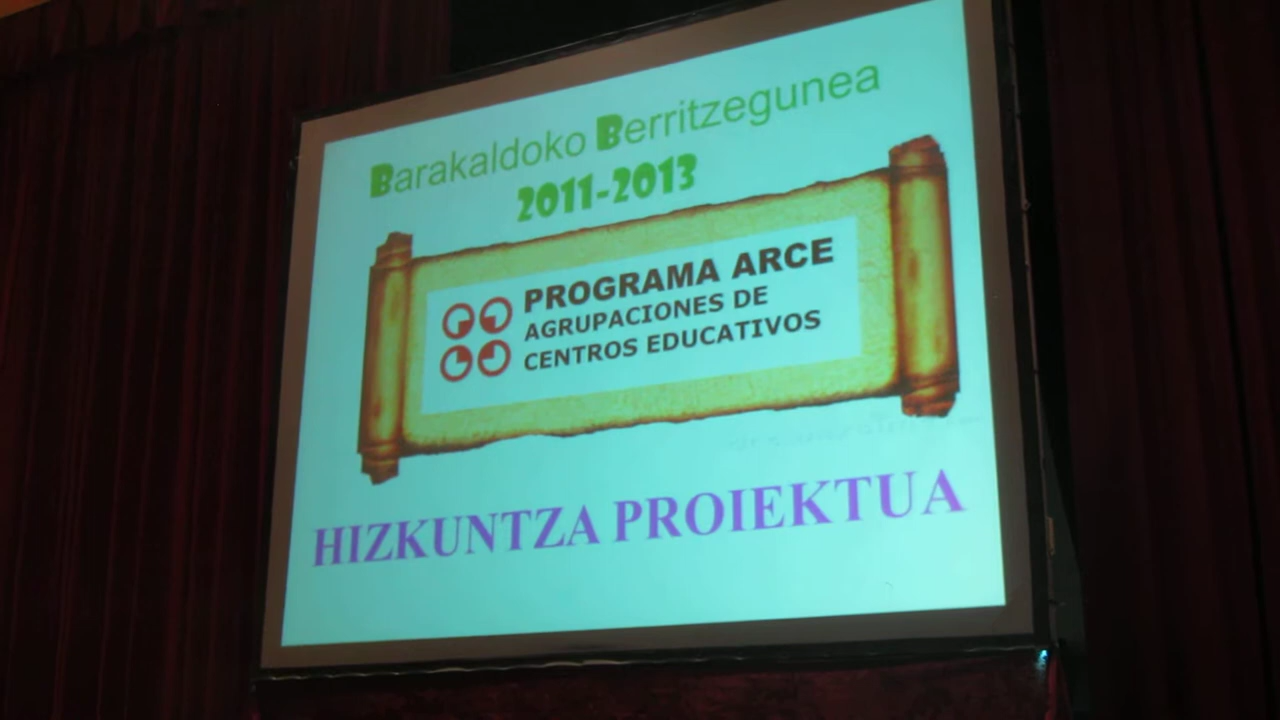 Barakaldoko Berritzegunea
2011-2013
PROGRAMA ARCE
AGRUPACIONES DE
CENTROS EDUCATIVOS
HIZKUNTZA PROIEKTUA